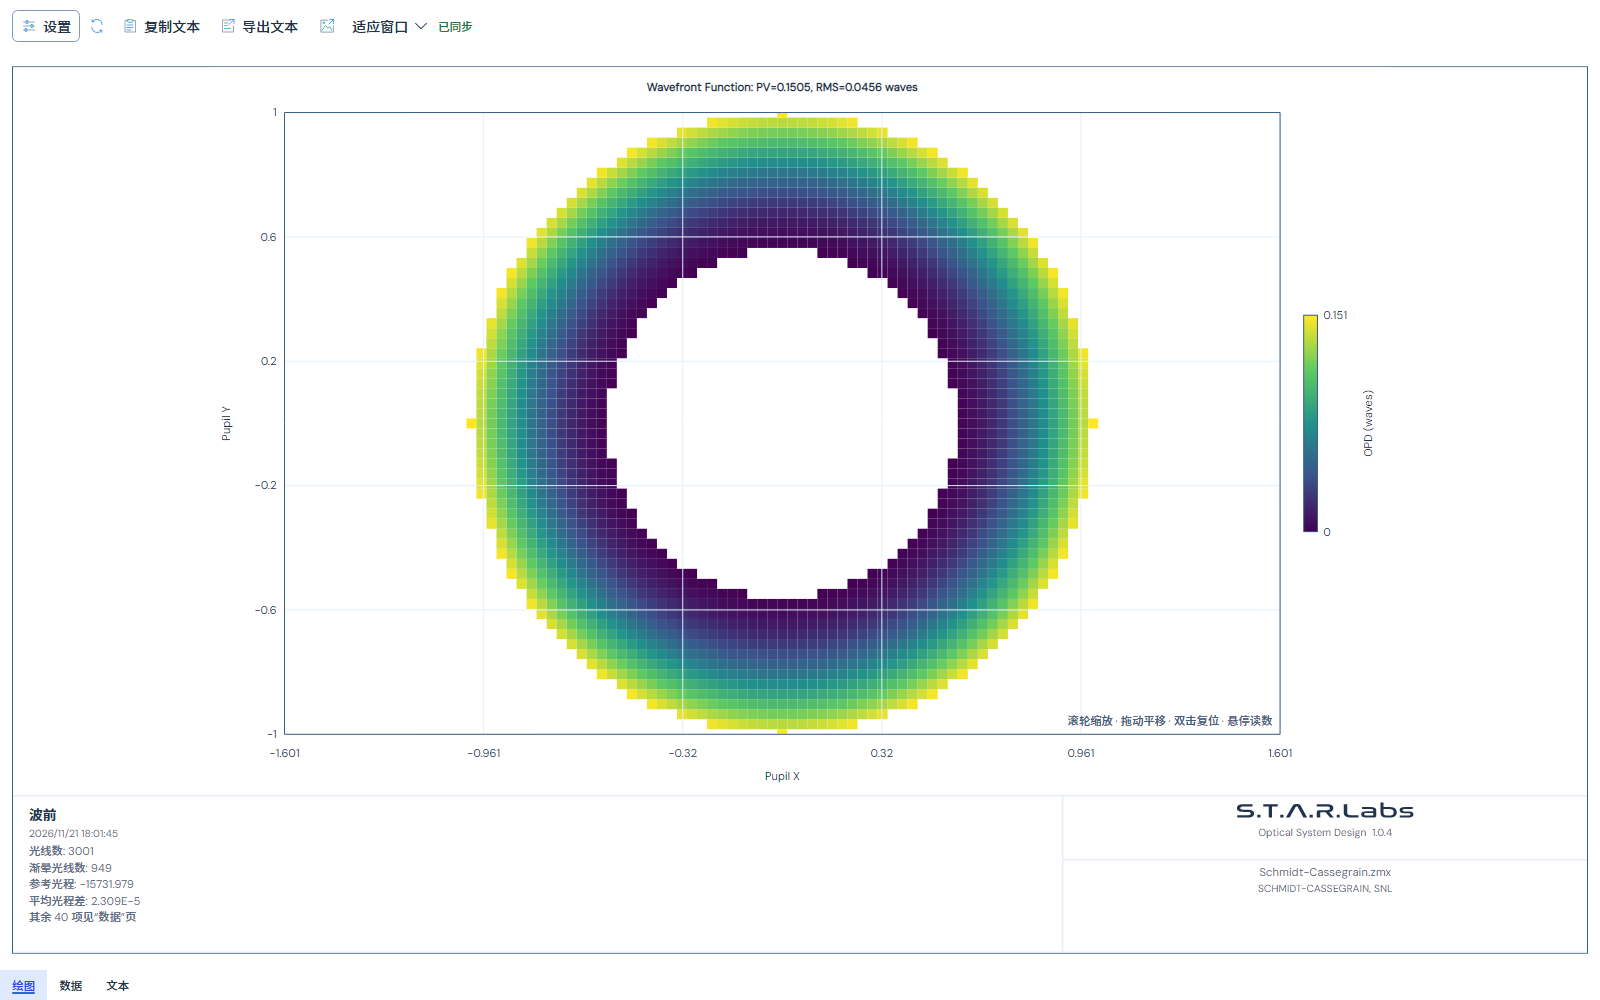 设置 复制文本 导出文本 适应窗口 已同步
Wavefront Function: PV=0.1505, RMS=0.0456 waves
1
0.6
0.2
-0.2
-0.6
-1
Pupil Y
-1.601 -0.961 -0.32 0.32 0.961 1.601
Pupil X
0.151
0
OPD (waves)
滚轮缩放 · 拖动平移 · 双击复位 · 悬停读数
波前
2026/11/21 18:01:45
光线数: 3001
渐晕光线数: 949
参考光程: -15731.979
平均光程差: 2.309E-5
其余 40 项见"数据"页
S.T.A.R.Labs
Optical System Design 1.0.4
Schmidt-Cassegrain.zmx
SCHMIDT-CASSEGRAIN, SNL
绘图 数据 文本